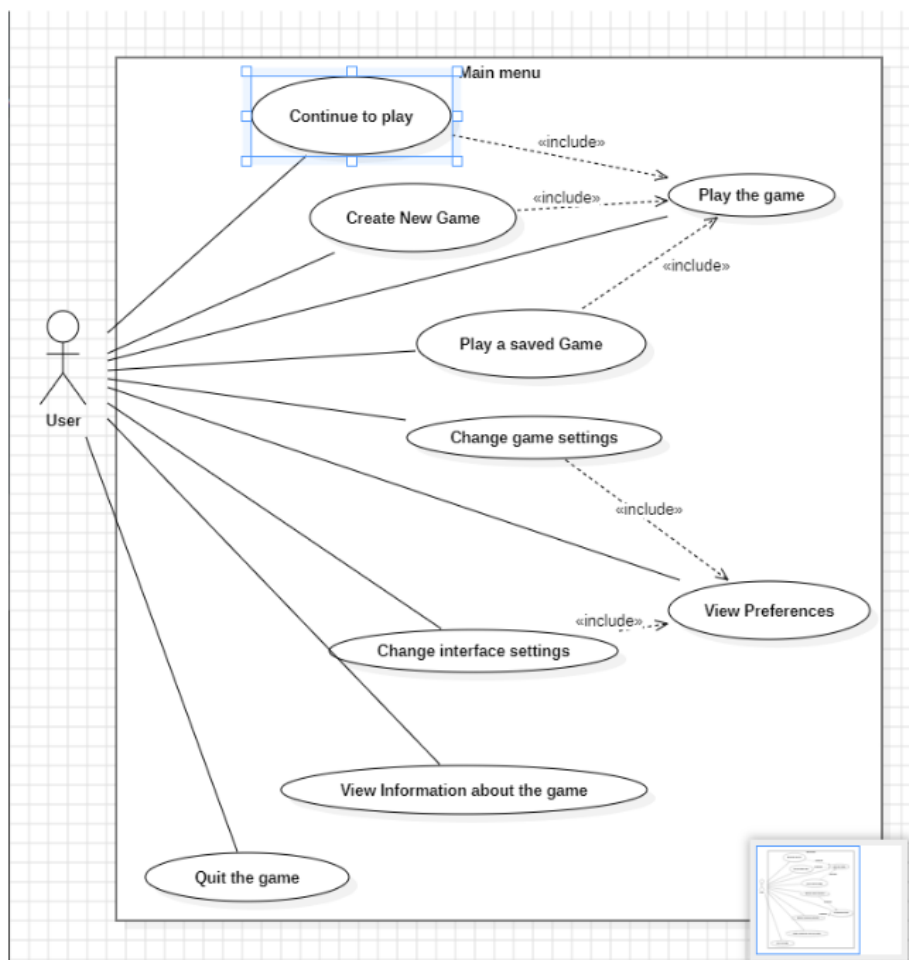 Main menu
Continue to play
«include»
Play the game
«include»
Create New Game
«include»
Play a saved Game
User
Change game settings
«include»
View Preferences
«include»
Change interface settings
View Information about the game
Quit the game